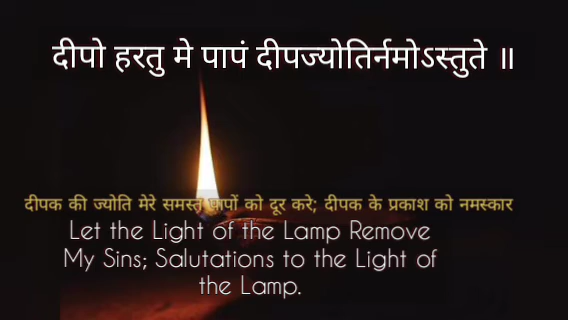 दीपो हरतु मे पापं दीपज्योतिर्नमोऽस्तुते ॥
दीपक की ज्योति मेरे समस्त पापों को दूर करे; दीपक के प्रकाश को नमस्कार
Let the Light of the Lamp Remove
My Sins; Salutations to the Light of
the Lamp.